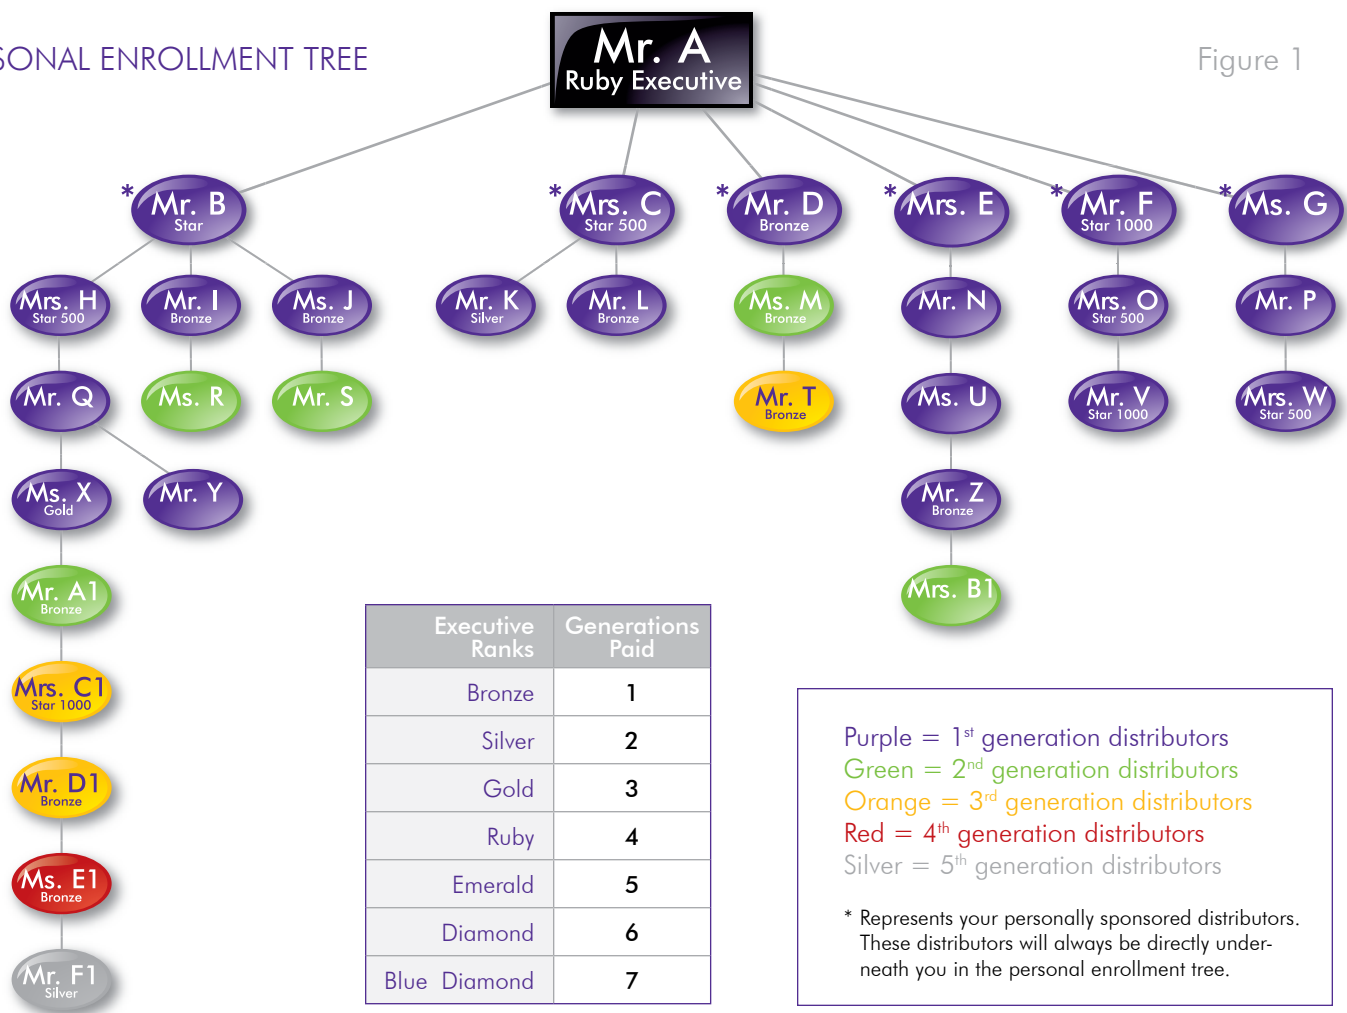 SONAL ENROLLMENT TREE
Figure 1
Mr. A
Ruby Executive
* Mr. B
Star
* Mrs. C
Star 500
* Mr. D
Bronze
* Mrs. E
* Mr. F
Star 1000
* Ms. G
Mrs. H
Star 500
Mr. I
Bronze
Ms. J
Bronze
Mr. K
Silver
Mr. L
Bronze
Ms. M
Bronze
Mr. N
Mrs. O
Star 500
Mr. P
Mr. Q
Ms. R
Mr. S
Mr. T
Bronze
Ms. U
Mr. V
Star 1000
Mrs. W
Star 500
Ms. X
Gold
Mr. Y
Mr. Z
Bronze
Mr. A1
Bronze
Mrs. B1
Mrs. C1
Star 1000
Mr. D1
Bronze
Ms. E1
Bronze
Mr. F1
Silver
Executive Ranks
Generations Paid
Bronze 1
Silver 2
Gold 3
Ruby 4
Emerald 5
Diamond 6
Blue Diamond 7
Purple = 1st generation distributors
Green = 2nd generation distributors
Orange = 3rd generation distributors
Red = 4th generation distributors
Silver = 5th generation distributors
* Represents your personally sponsored distributors.
These distributors will always be directly under-
neath you in the personal enrollment tree.